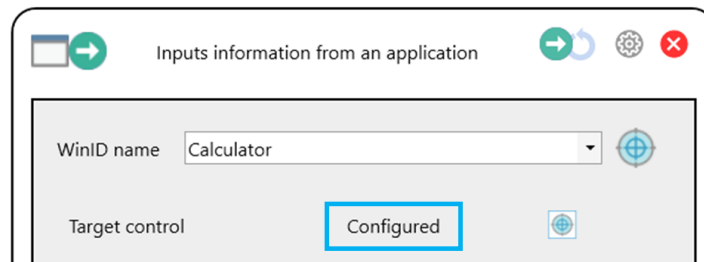 Inputs information from an application
WinID name Calculator
Target control Configured